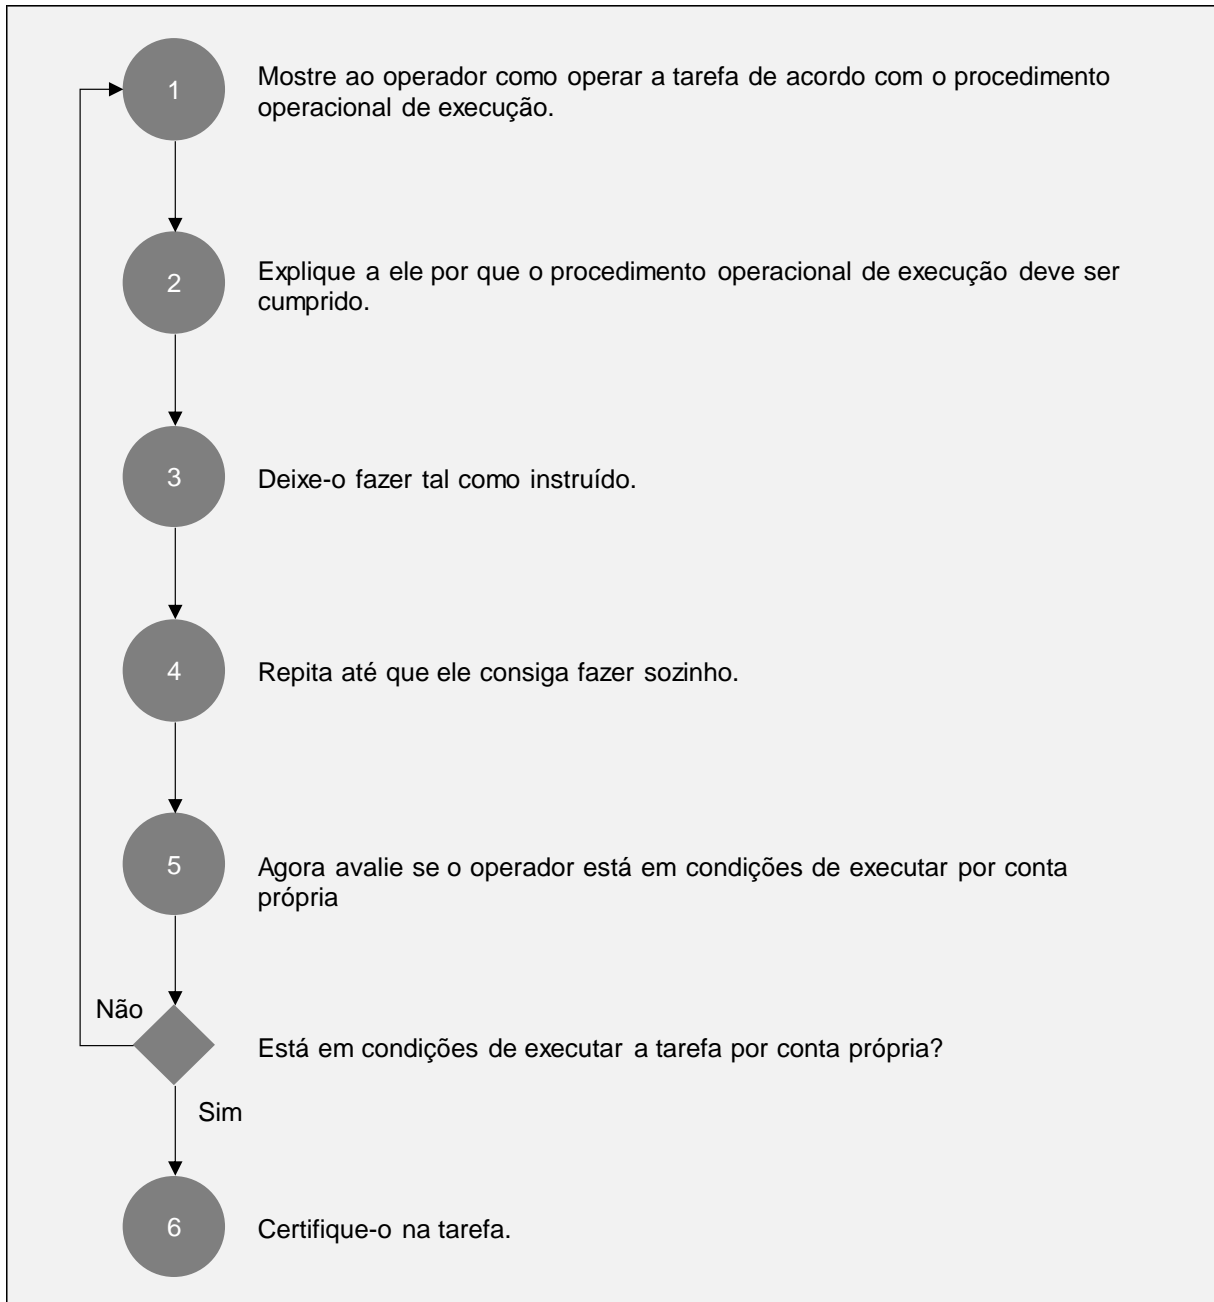 1
Mostre ao operador como operar a tarefa de acordo com o procedimento
operacional de execução.
2
Explique a ele por que o procedimento operacional de execução deve ser
cumprido.
3
Deixe-o fazer tal como instruído.
4
Repita até que ele consiga fazer sozinho.
5
Agora avalie se o operador está em condições de executar por conta
própria
Não
Está em condições de executar a tarefa por conta própria?
Sim
6
Certifique-o na tarefa.